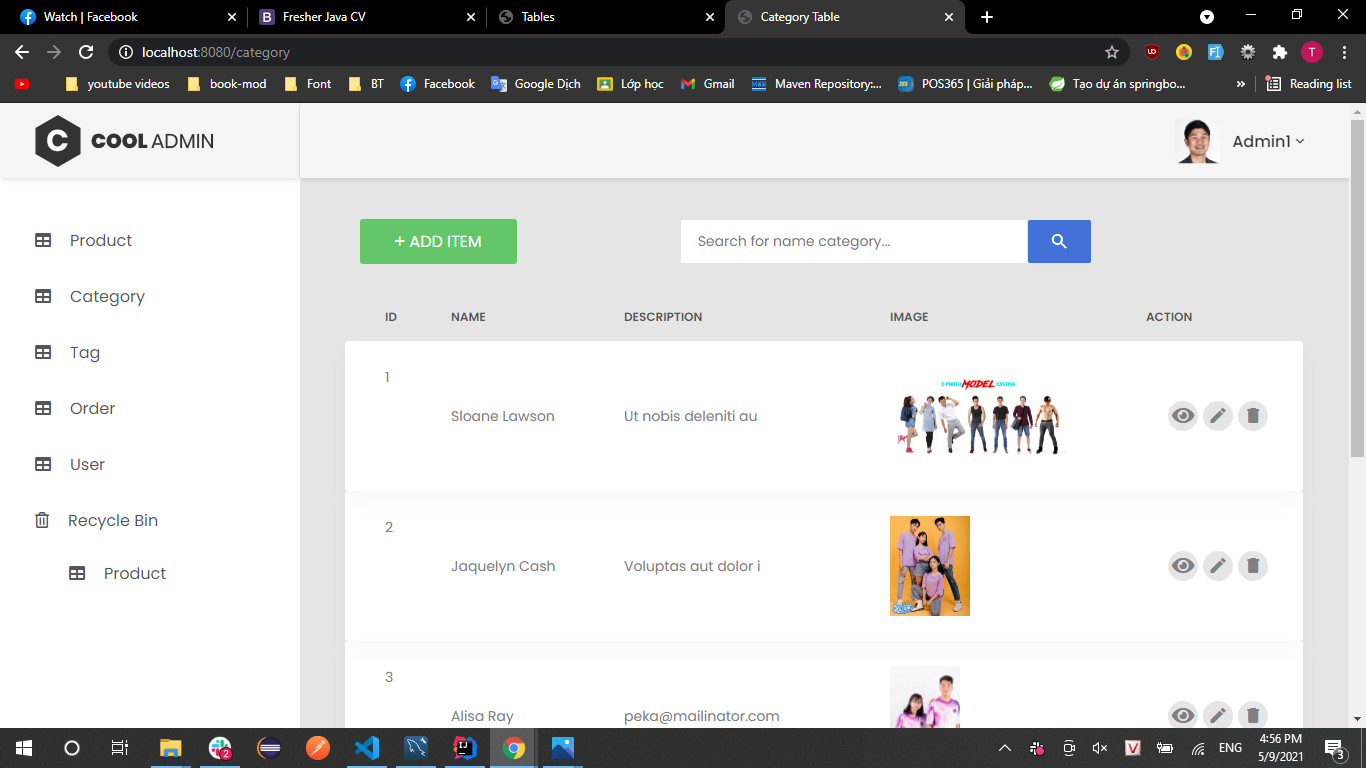 Watch | Facebook
Fresher Java CV
Tables
Category Table
localhost:8080/category
youtube videos
book-mod
Font
BT
Facebook
Google Dịch
Lớp học
Gmail
Maven Repository:...
POS365 | Giải pháp...
Tạo dự án springbo...
»
Reading list
COOL ADMIN
Admin1
Product
Category
Tag
Order
User
Recycle Bin
Product
+ ADD ITEM
Search for name category...
ID NAME DESCRIPTION IMAGE ACTION
1
MODEL
Sloane Lawson Ut nobis deleniti au
2
Jaquelyn Cash Voluptas aut dolor i
3
Alisa Ray peka@mailinator.com
ENG
4:56 PM
5/9/2021
3